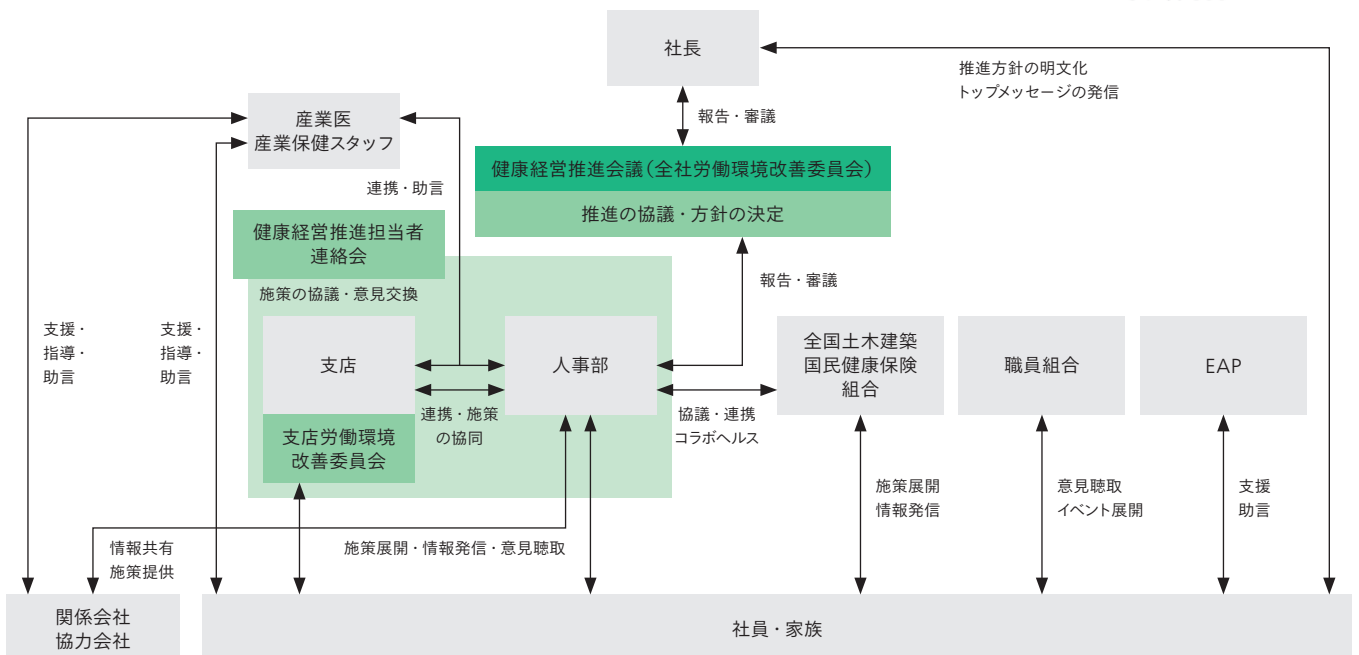 社長
推進方針の明文化
トップメッセージの発信
産業医
産業保健スタッフ
報告・審議
健康経営推進会議(全社労働環境改善委員会)
連携・助言
推進の協議・方針の決定
健康経営推進担当者
連絡会
施策の協議・意見交換
報告・審議
支援・
指導・
助言
支援・
指導・
助言
支店
人事部
全国土木建築
国民健康保険
組合
職員組合
EAP
連携・施策
の協同
協議・連携
コラボヘルス
支店労働環境
改善委員会
施策展開
情報発信
意見聴取
イベント展開
支援
助言
情報共有
施策提供
施策展開・情報発信・意見聴取
関係会社
協力会社
社員・家族